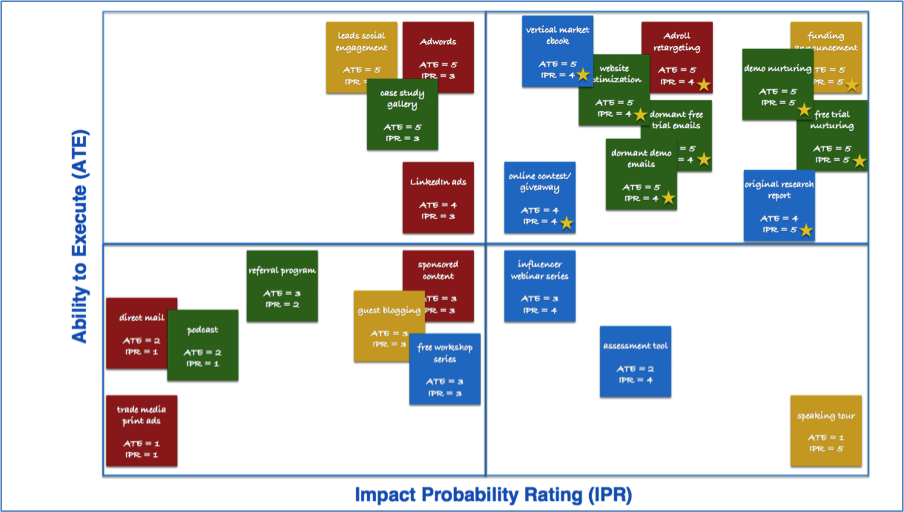 leads social
engagement
ATE = 5
IPR =
Adwords
ATE = 5
IPR = 3
case study
gallery
ATE = 5
IPR = 3
LinkedIn ads
ATE = 4
IPR = 3
vertical market
ebook
ATE = 5
IPR = 4
website
ATE = 5
IPR = 4
Adroll
retargeting
ATE = 5
IPR = 4
dormant free
trial emails
= 5
= 4
dormant demo
emails
ATE = 5
IPR = 4
online contest/
giveaway
ATE = 4
IPR = 4
funding
announcement
= 5
IPR = 5
demo nurturing
ATE = 5
IPR = 5
free trial
nurturing
ATE = 5
IPR = 5
original research
report
ATE = 4
IPR = 5
Ability to Execute (ATE)
referral program
ATE = 3
IPR = 2
direct mail
ATE = 2
IPR = 1
podcast
ATE = 2
IPR = 1
trade media
print ads
ATE = 1
IPR = 1
sponsored
content
ATE = 3
IPR = 3
guest blogging
ATE = 3
IPR = 3
free workshop
series
ATE = 3
IPR = 3
influencer
webinar series
ATE = 3
IPR = 4
assessment tool
ATE = 2
IPR = 4
speaking tour
ATE = 1
IPR = 5
Impact Probability Rating (IPR)